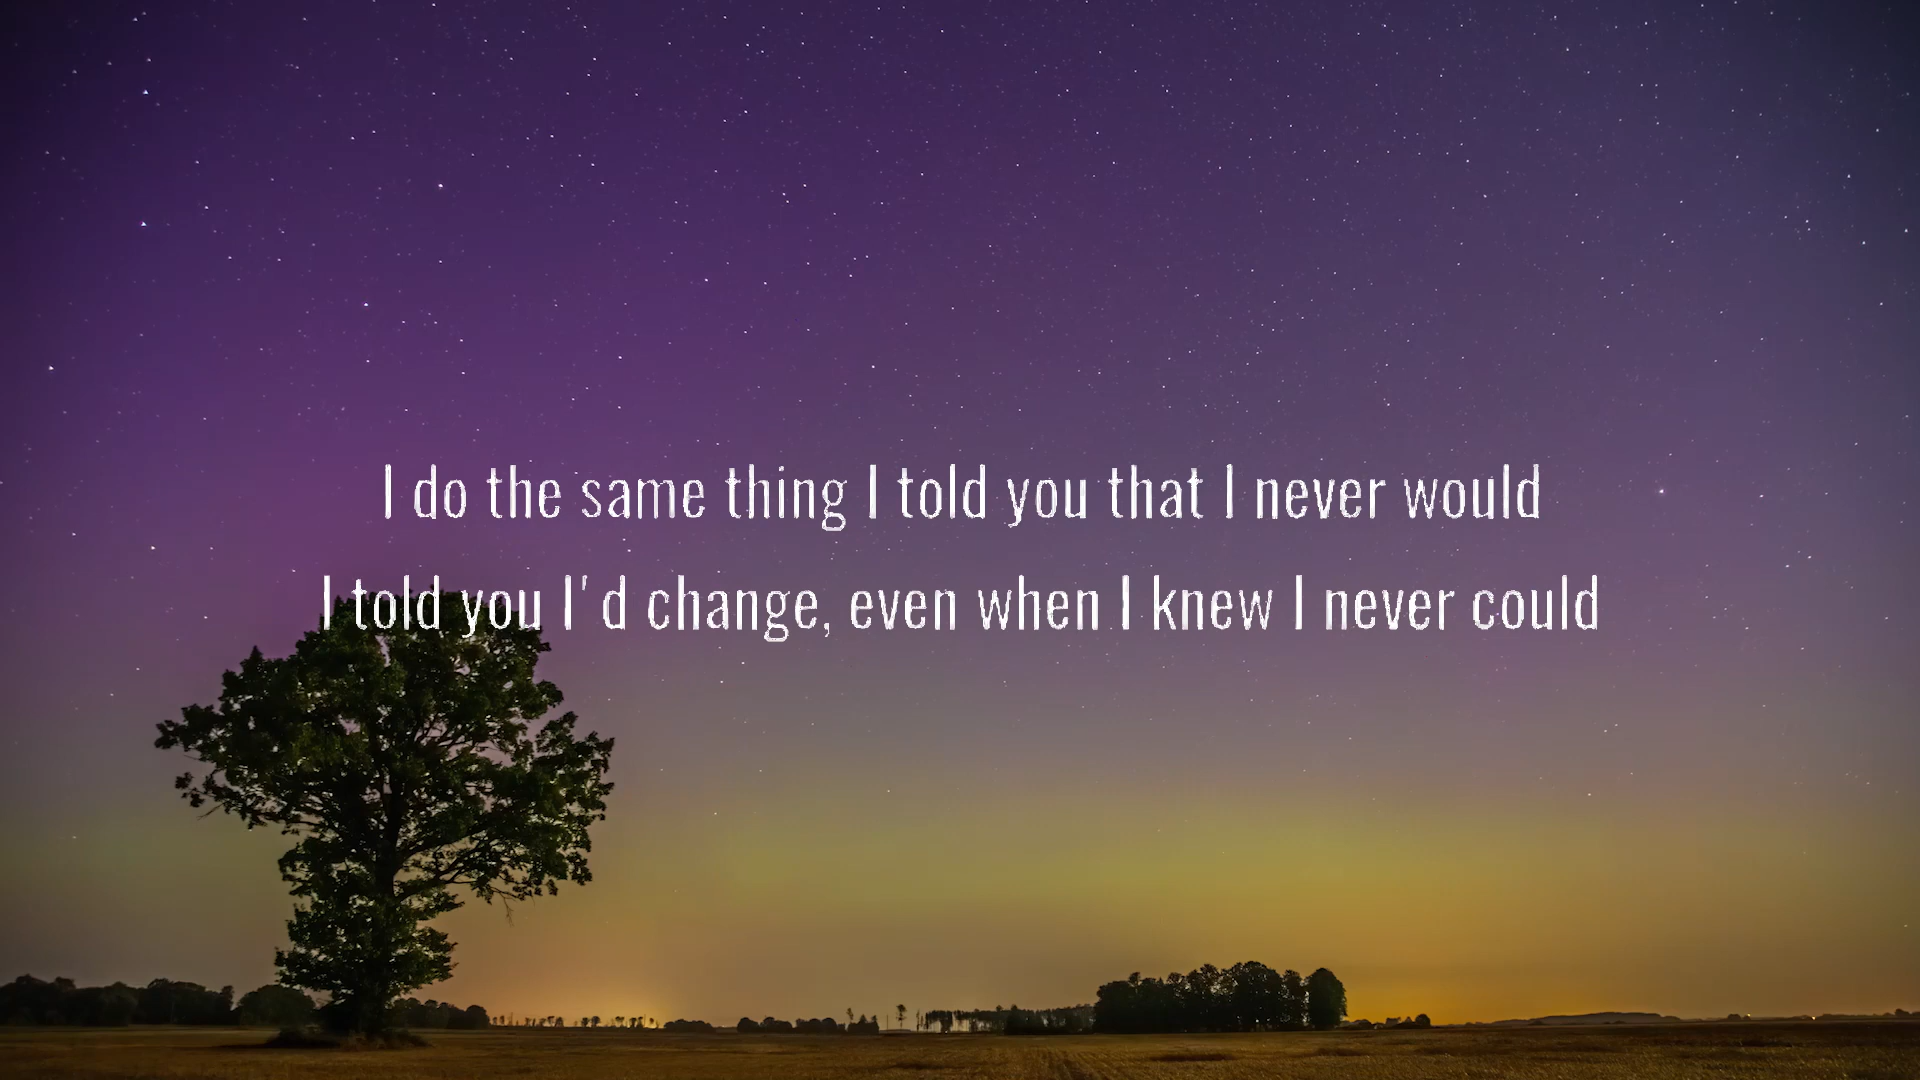 I do the same thing I told you that I never would
I told you I'd change, even when I knew I never could